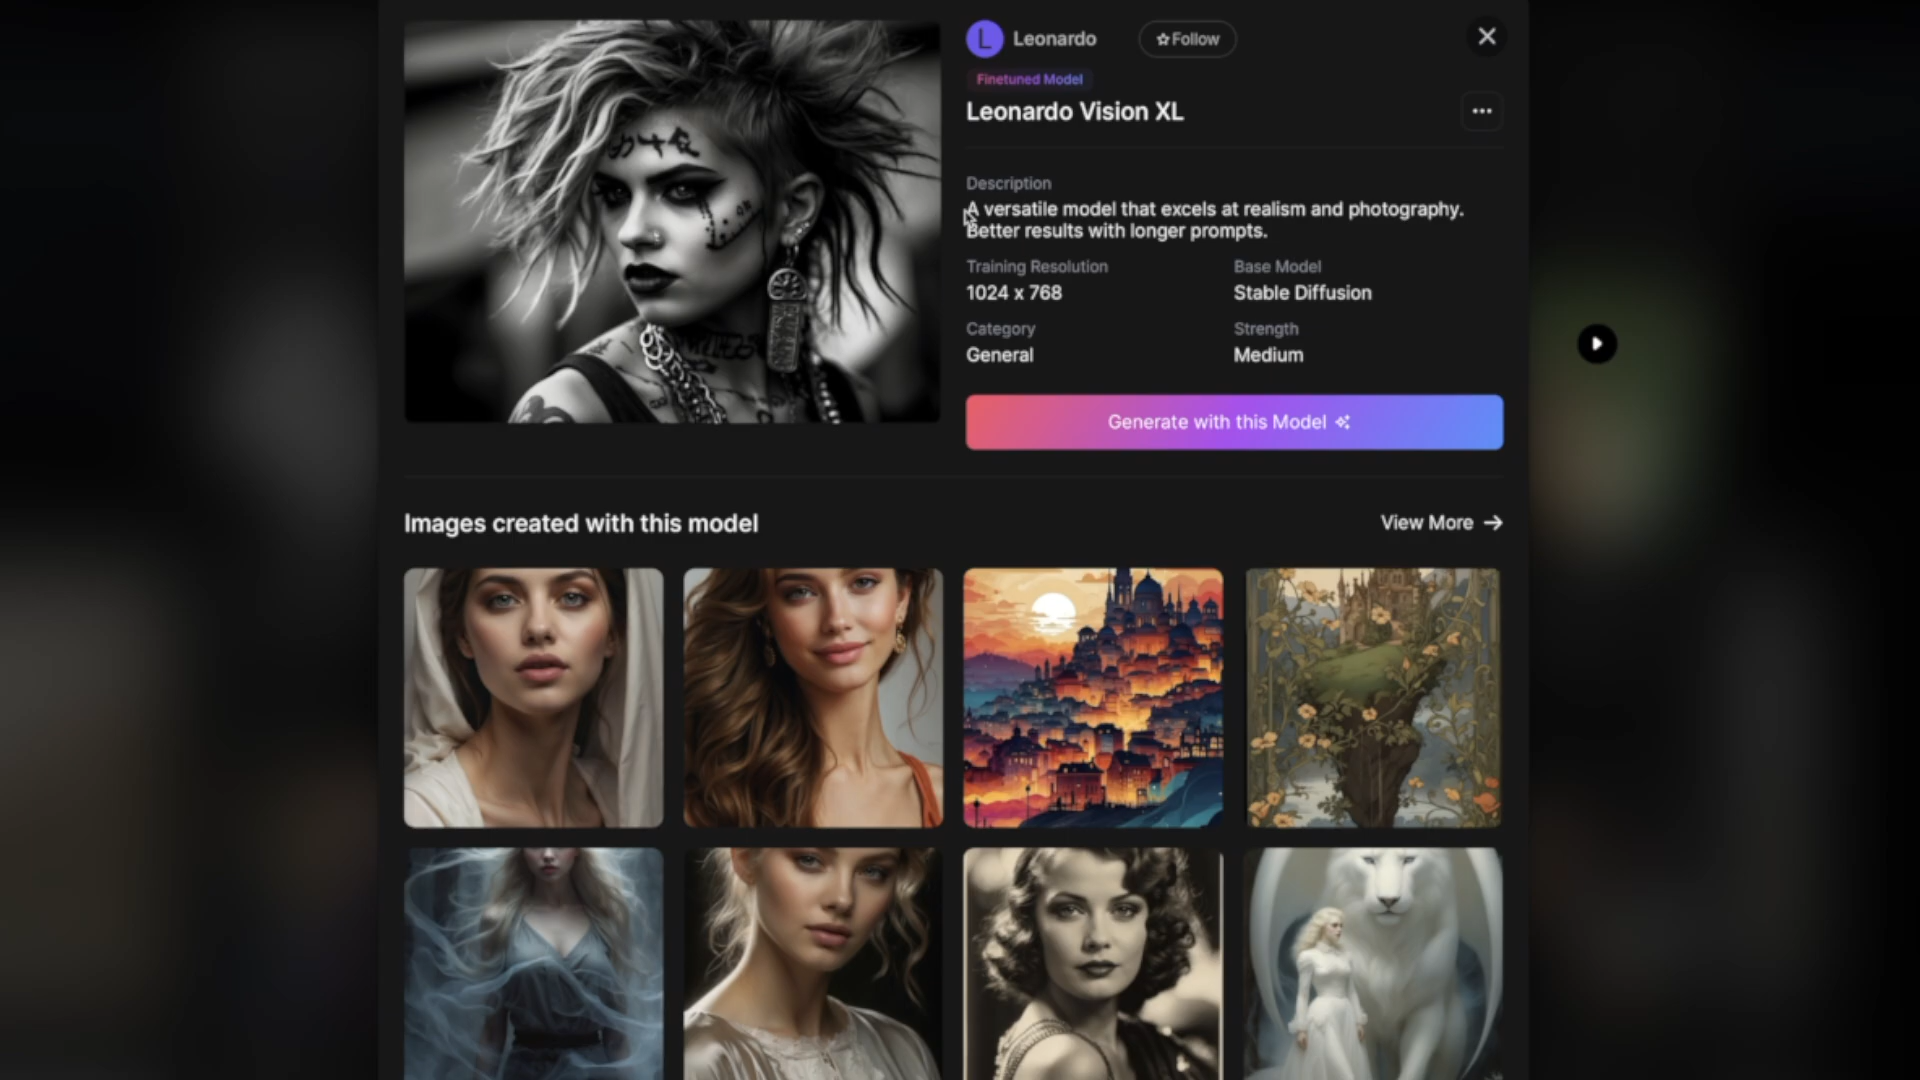 L Leonardo
Follow
Finetuned Model
Leonardo Vision XL
Description
A versatile model that excels at realism and photography.
Better results with longer prompts.
Training Resolution
Base Model
1024 x 768
Stable Diffusion
Category
Strength
General
Medium
Generate with this Model
Images created with this model
View More